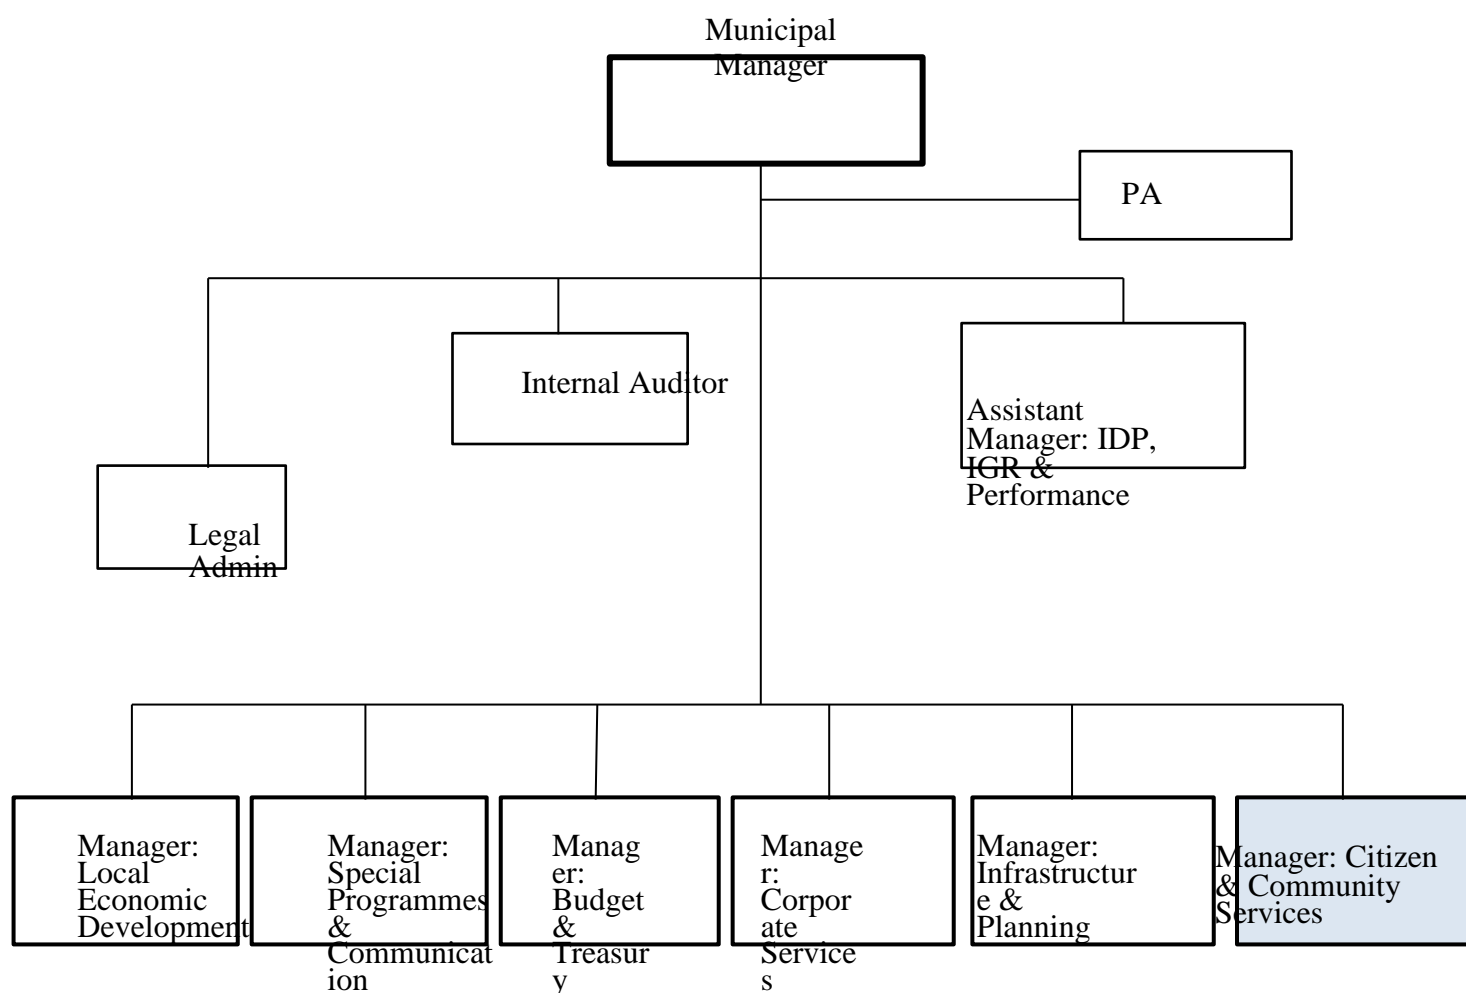 Municipal
Manager
PA
Internal Auditor
Assistant
Manager: IDP,
IGR &
Performance
Legal
Admin
Manager:
Local
Economic
Development
Manager:
Special
Programmes
&
Communicat
ion
Manag
er:
Budget
&
Treasur
y
Manage
r:
Corpor
ate
Service
s
Manager:
Infrastructur
e &
Planning
Manager: Citizen
& Community
Services